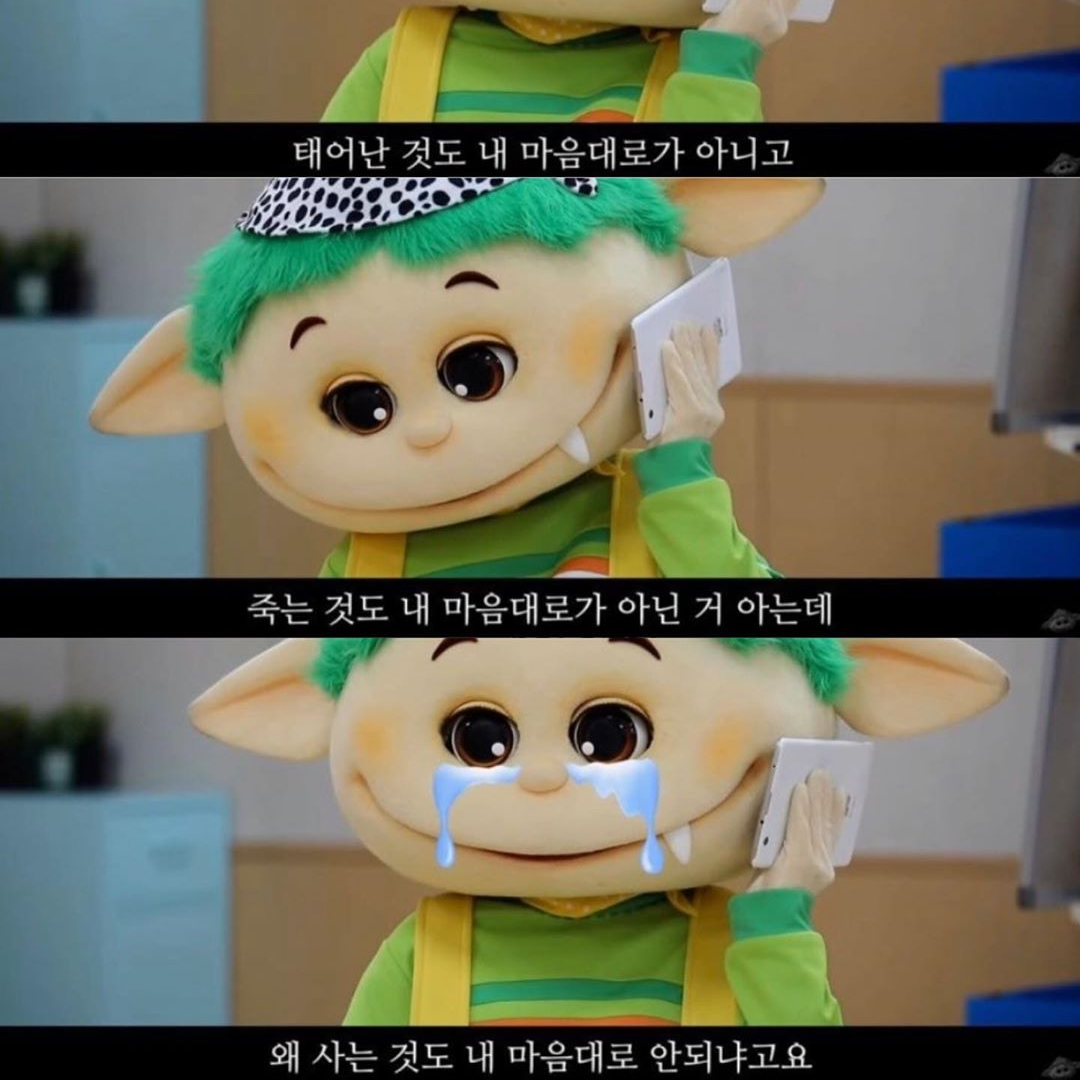 태어난 것도 내 마음대로가 아니고
죽는 것도 내 마음대로가 아닌 거 아는데
왜 사는 것도 내 마음대로 안되냐고요